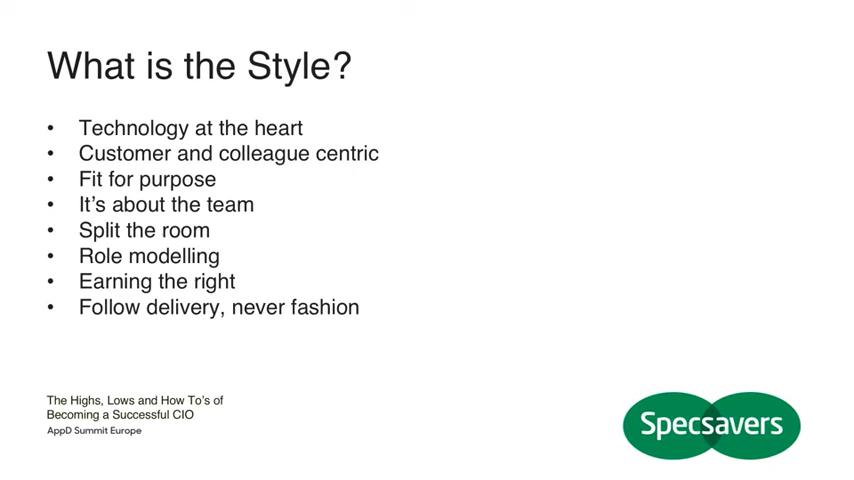 What is the Style?
• Technology at the heart
• Customer and colleague centric
• Fit for purpose
• It's about the team
• Split the room
• Role modelling
• Earning the right
• Follow delivery, never fashion
The Highs, Lows and How To's of
Becoming a Successful CIO
AppD Summit Europe
Specsavers